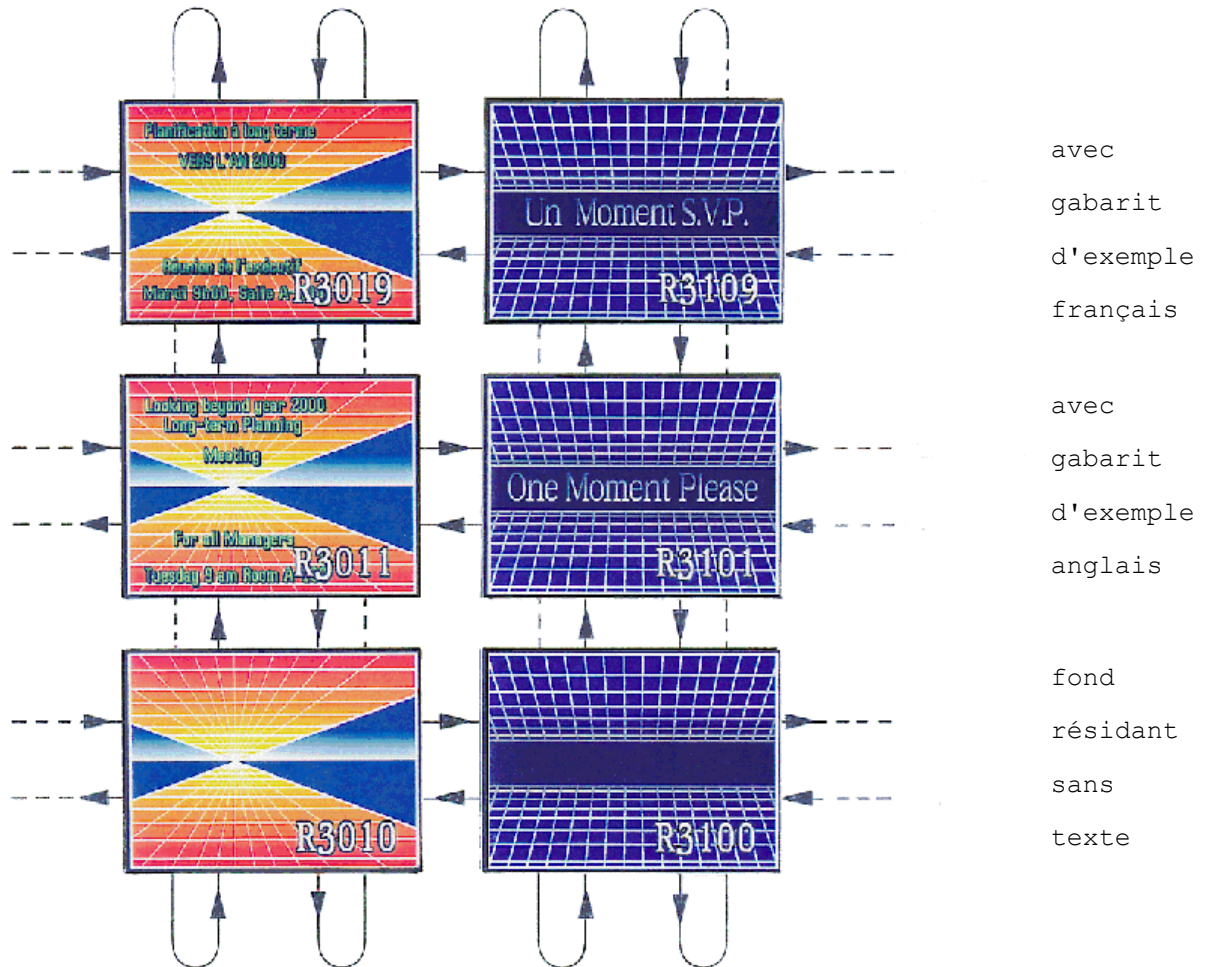 Planification à long terme
VERS L'AN 2000
Réunion de l'exécutif
Mardi 9h00, Salle
R3019
Un Moment S.V.P.
R3109
avec
gabarit
d'exemple
français
Looking beyond year 2000
Long-term Planning
Meeting
For all Managers
Tuesday 9 am Room
R3011
One Moment Please
R3101
avec
gabarit
d'exemple
anglais
R3010
R3100
fond
résidant
sans
texte